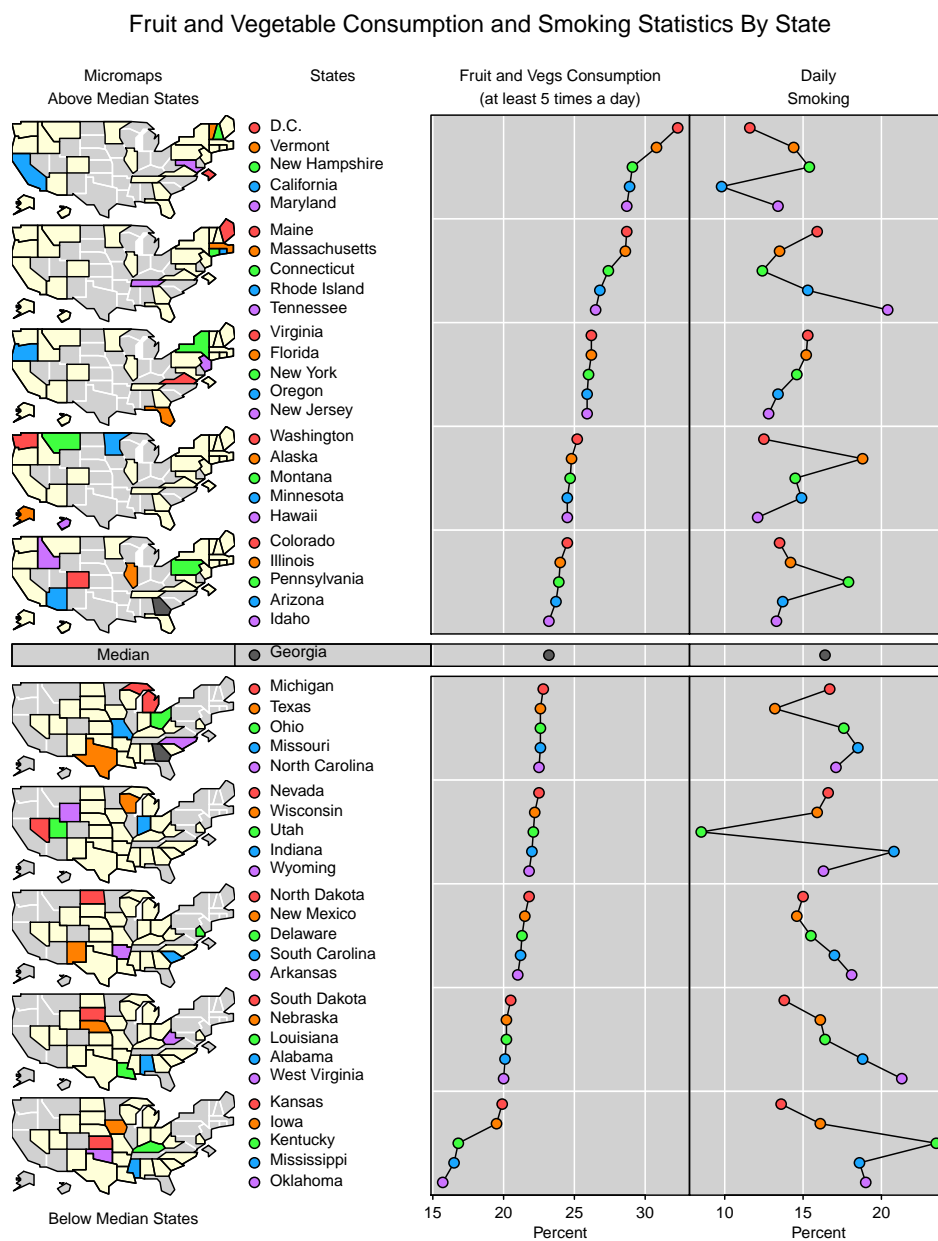 Fruit and Vegetable Consumption and Smoking Statistics By State
Micromaps
Above Median States
States
Fruit and Vegs Consumption
(at least 5 times a day)
Daily
Smoking
D.C.
Vermont
New Hampshire
California
Maryland
Maine
Massachusetts
Connecticut
Rhode Island
Tennessee
Virginia
Florida
New York
Oregon
New Jersey
Washington
Alaska
Montana
Minnesota
Hawaii
Colorado
Illinois
Pennsylvania
Arizona
Idaho
Median
Georgia
Michigan
Texas
Ohio
Missouri
North Carolina
Nevada
Wisconsin
Utah
Indiana
Wyoming
North Dakota
New Mexico
Delaware
South Carolina
Arkansas
South Dakota
Nebraska
Louisiana
Alabama
West Virginia
Kansas
Iowa
Kentucky
Mississippi
Oklahoma
Below Median States
15 20 25 30
Percent
10 15 20
Percent